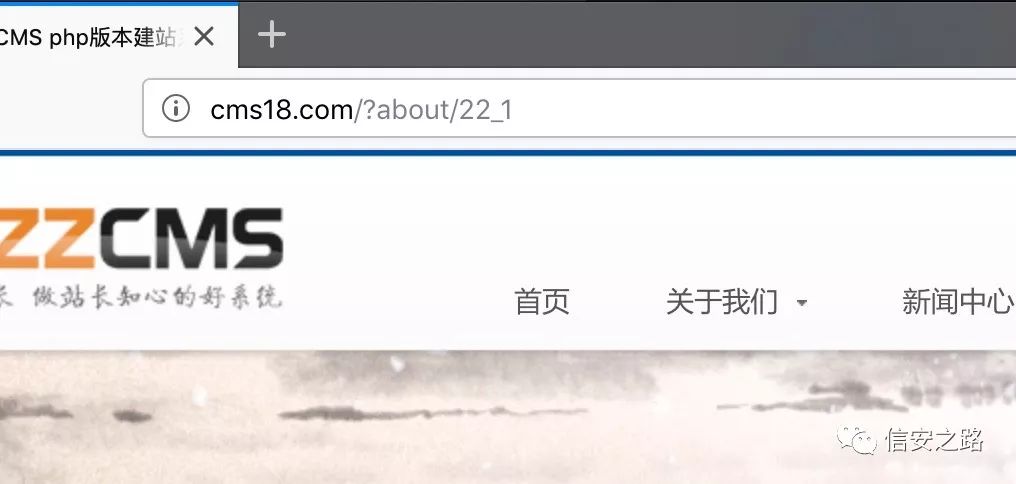 CMS php版本建站
cms18.com/?about/22_1
ZZCMS
做站长知心的好系统
首页 关于我们 新闻中心
信安之路